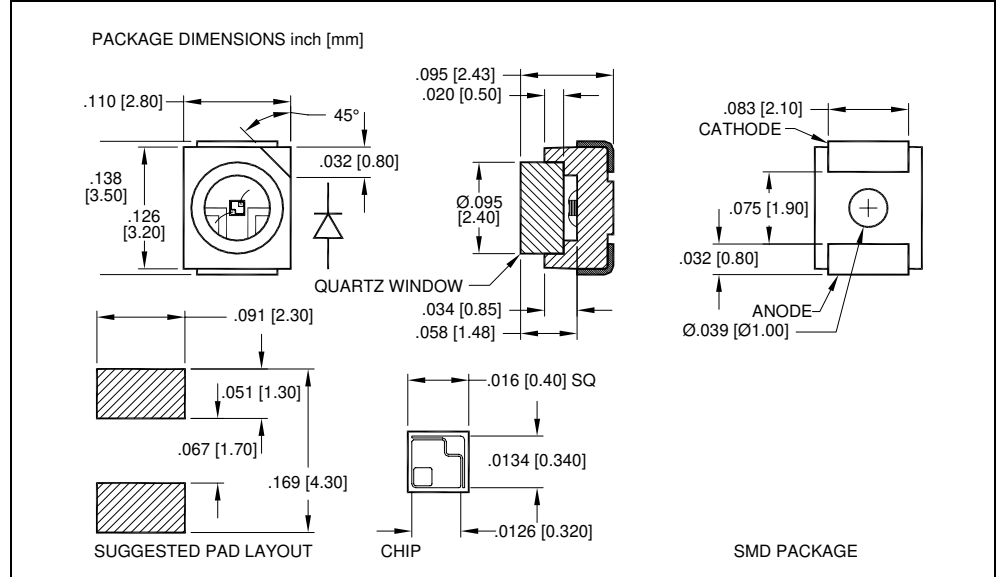 PACKAGE DIMENSIONS inch [mm]
.110 [2.80]
45°
.032 [0.80]
.138
[3.50]
.126
[3.20]
.095 [2.43]
.020 [0.50]
Ø.095
[2.40]
QUARTZ WINDOW
.034 [0.85]
.058 [1.48]
.083 [2.10]
CATHODE
.075 [1.90]
.032 [0.80]
ANODE
Ø.039 [Ø1.00]
.091 [2.30]
.051 [1.30]
.067 [1.70]
.169 [4.30]
SUGGESTED PAD LAYOUT
.016 [0.40] SQ
.0134 [0.340]
.0126 [0.320]
CHIP
SMD PACKAGE